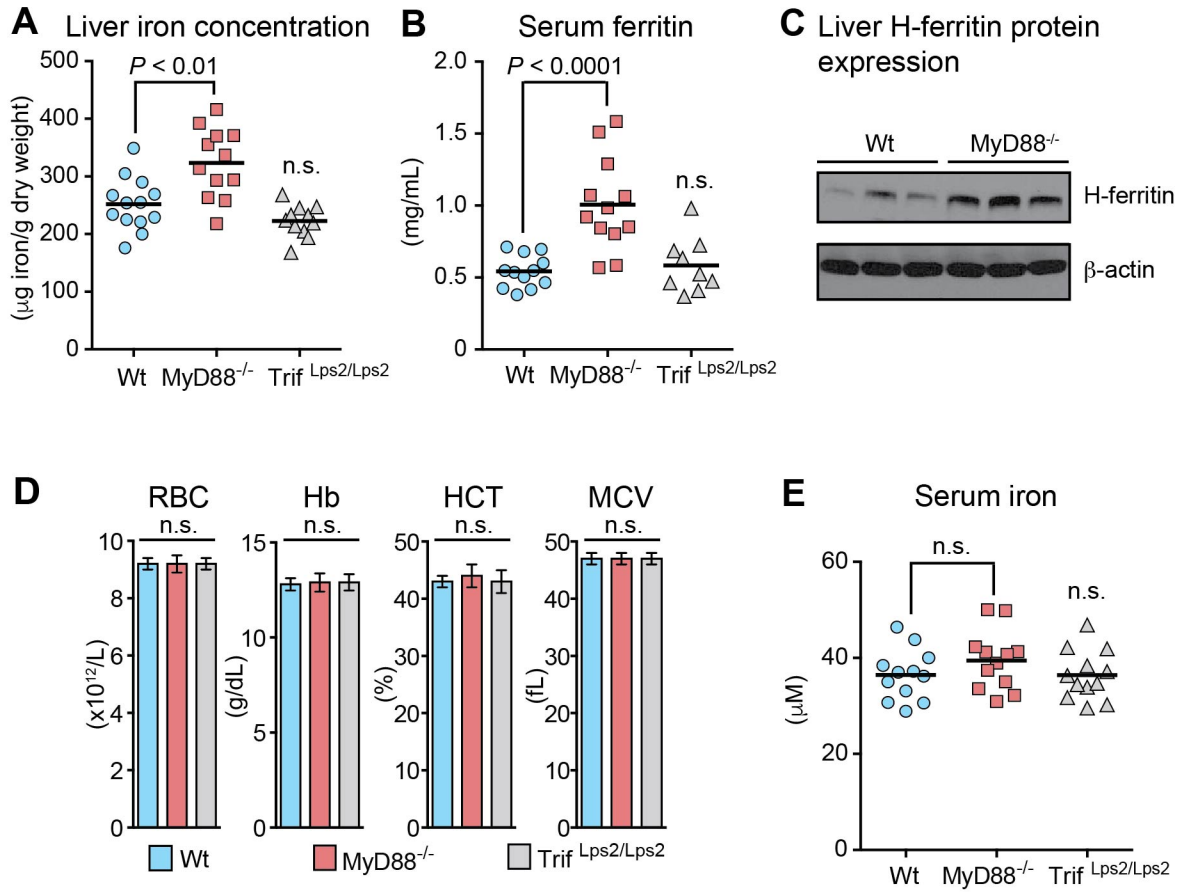 A Liver iron concentration
(µg iron/g dry weight)
500
400
300
200
100
0
P < 0.01
n.s.
Wt MyD88-/- Trif Lps2/Lps2
B Serum ferritin
(mg/mL)
2.0
1.5
1.0
0.5
0
P < 0.0001
n.s.
Wt MyD88-/- Trif Lps2/Lps2
C Liver H-ferritin protein
expression
Wt MyD88-/-
H-ferritin
β-actin
D
RBC
n.s.
(x10¹²/L)
10
8
6
4
2
0
Hb
n.s.
(g/dL)
15
10
5
0
HCT
n.s.
(%)
50
40
30
20
10
0
MCV
n.s.
(fL)
50
40
30
20
10
0
Wt MyD88-/- Trif Lps2/Lps2
E Serum iron
(µM)
60
40
20
0
n.s.
n.s.
Wt MyD88-/- Trif Lps2/Lps2